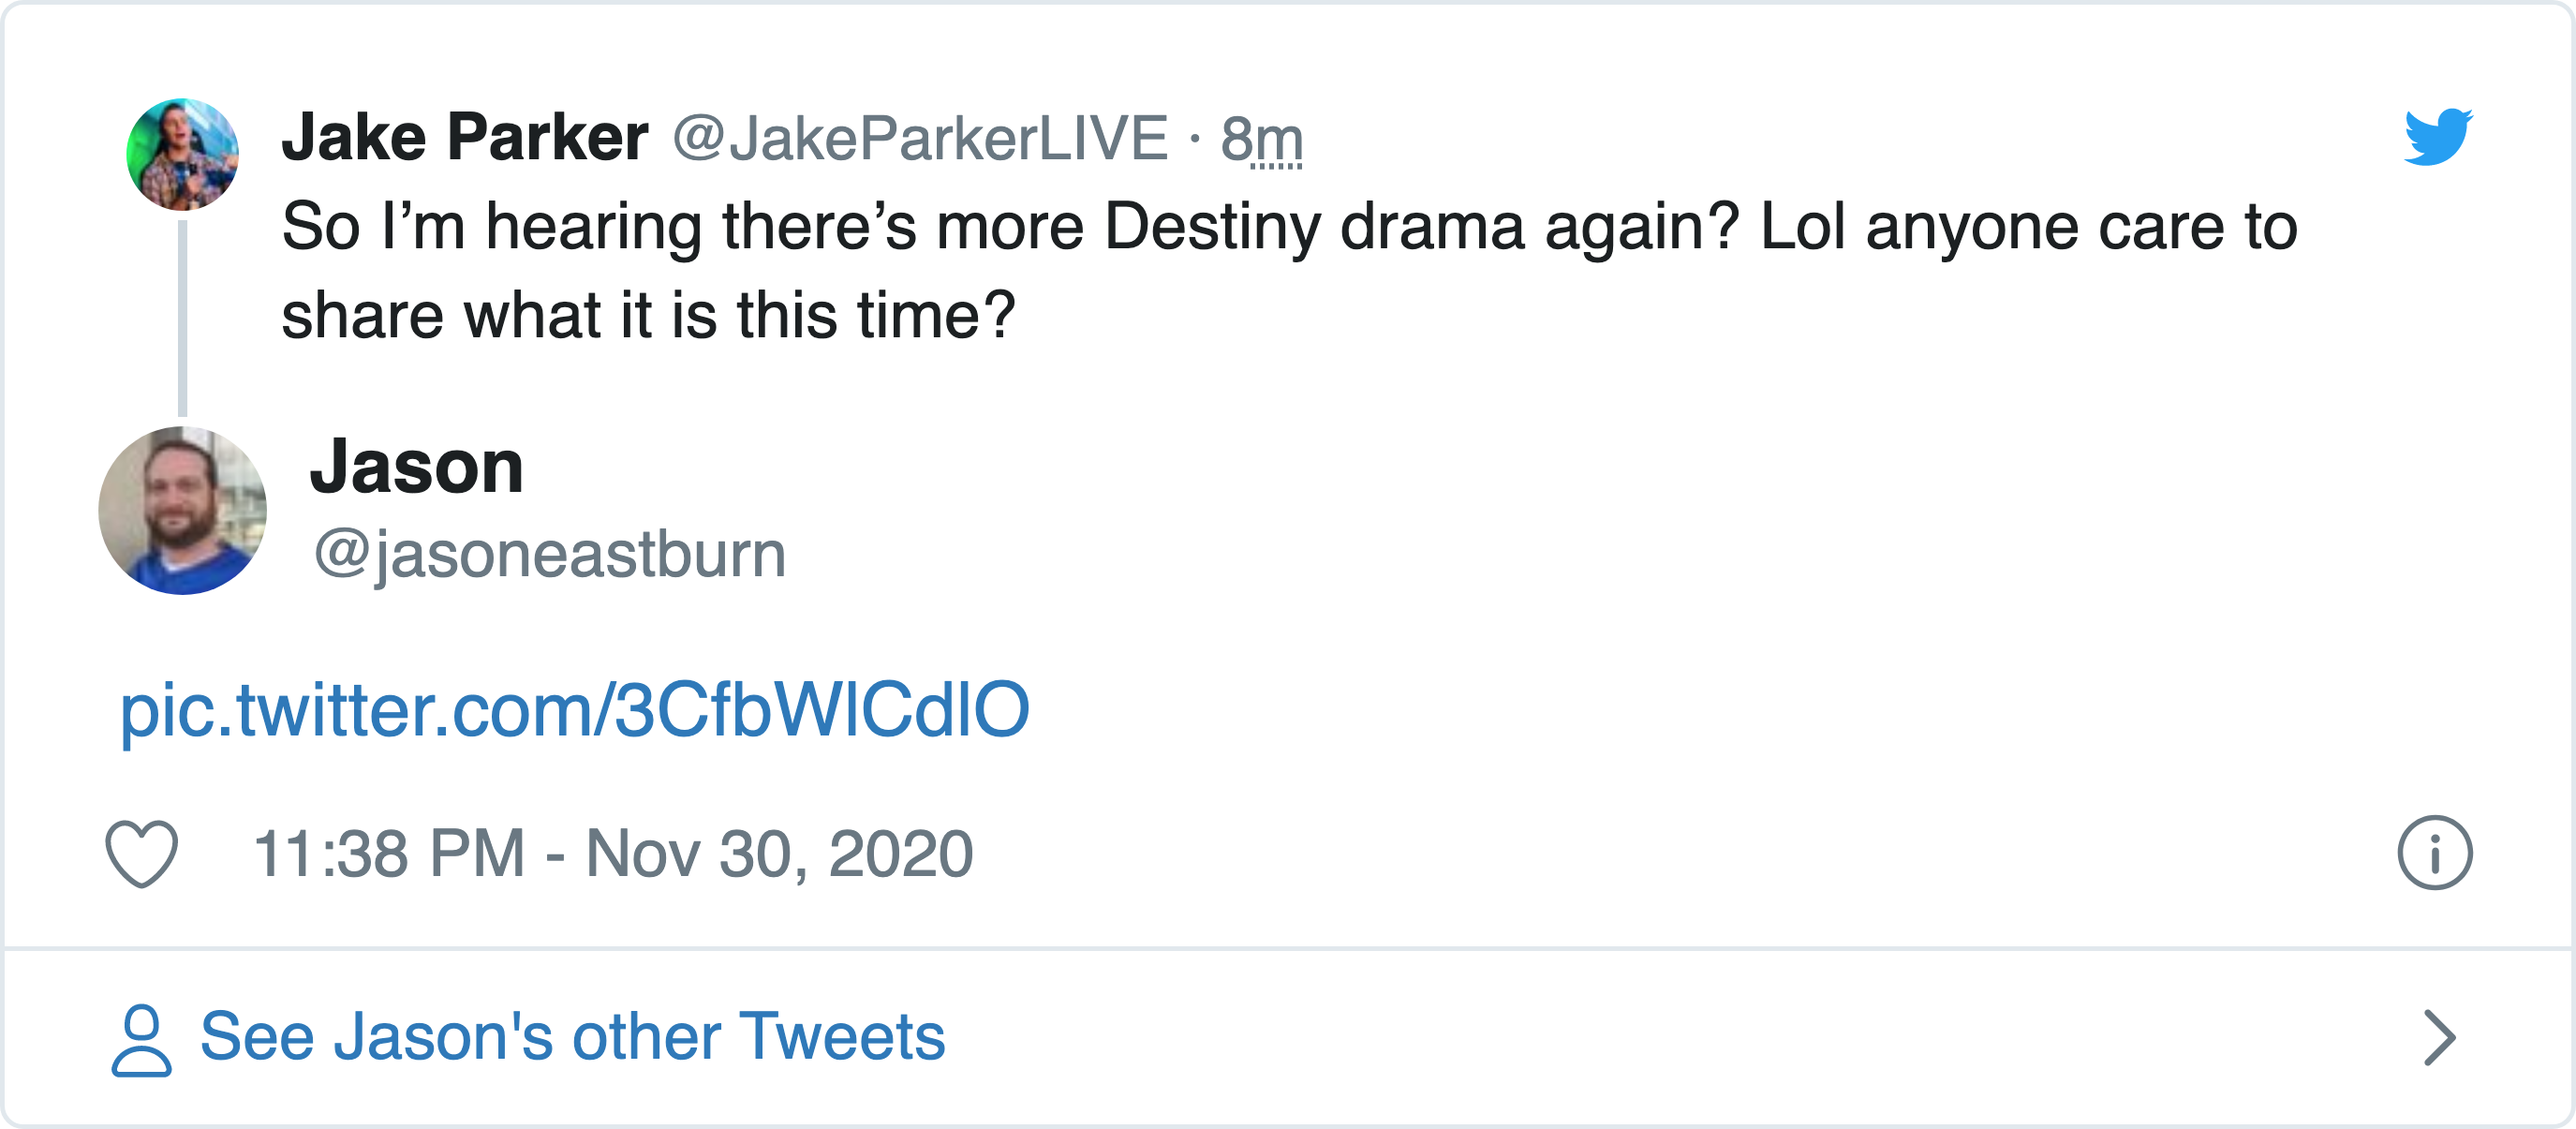 Jake Parker @JakeParkerLIVE · 8m
So I’m hearing there’s more Destiny drama again? Lol anyone care to
share what it is this time?
Jason
@jasoneastburn
pic.twitter.com/3CfbWlCdlO
11:38 PM - Nov 30, 2020
See Jason's other Tweets